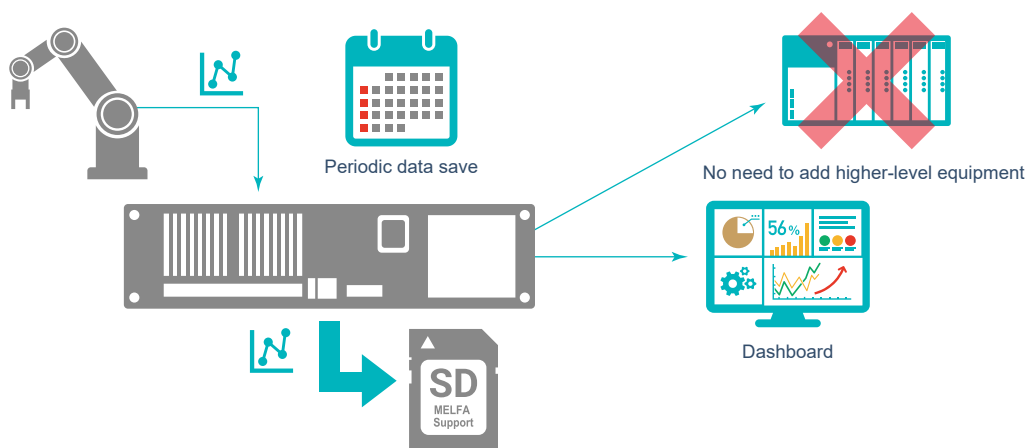 Periodic data save
No need to add higher-level equipment
56%
Dashboard
SD
MELFA
Support